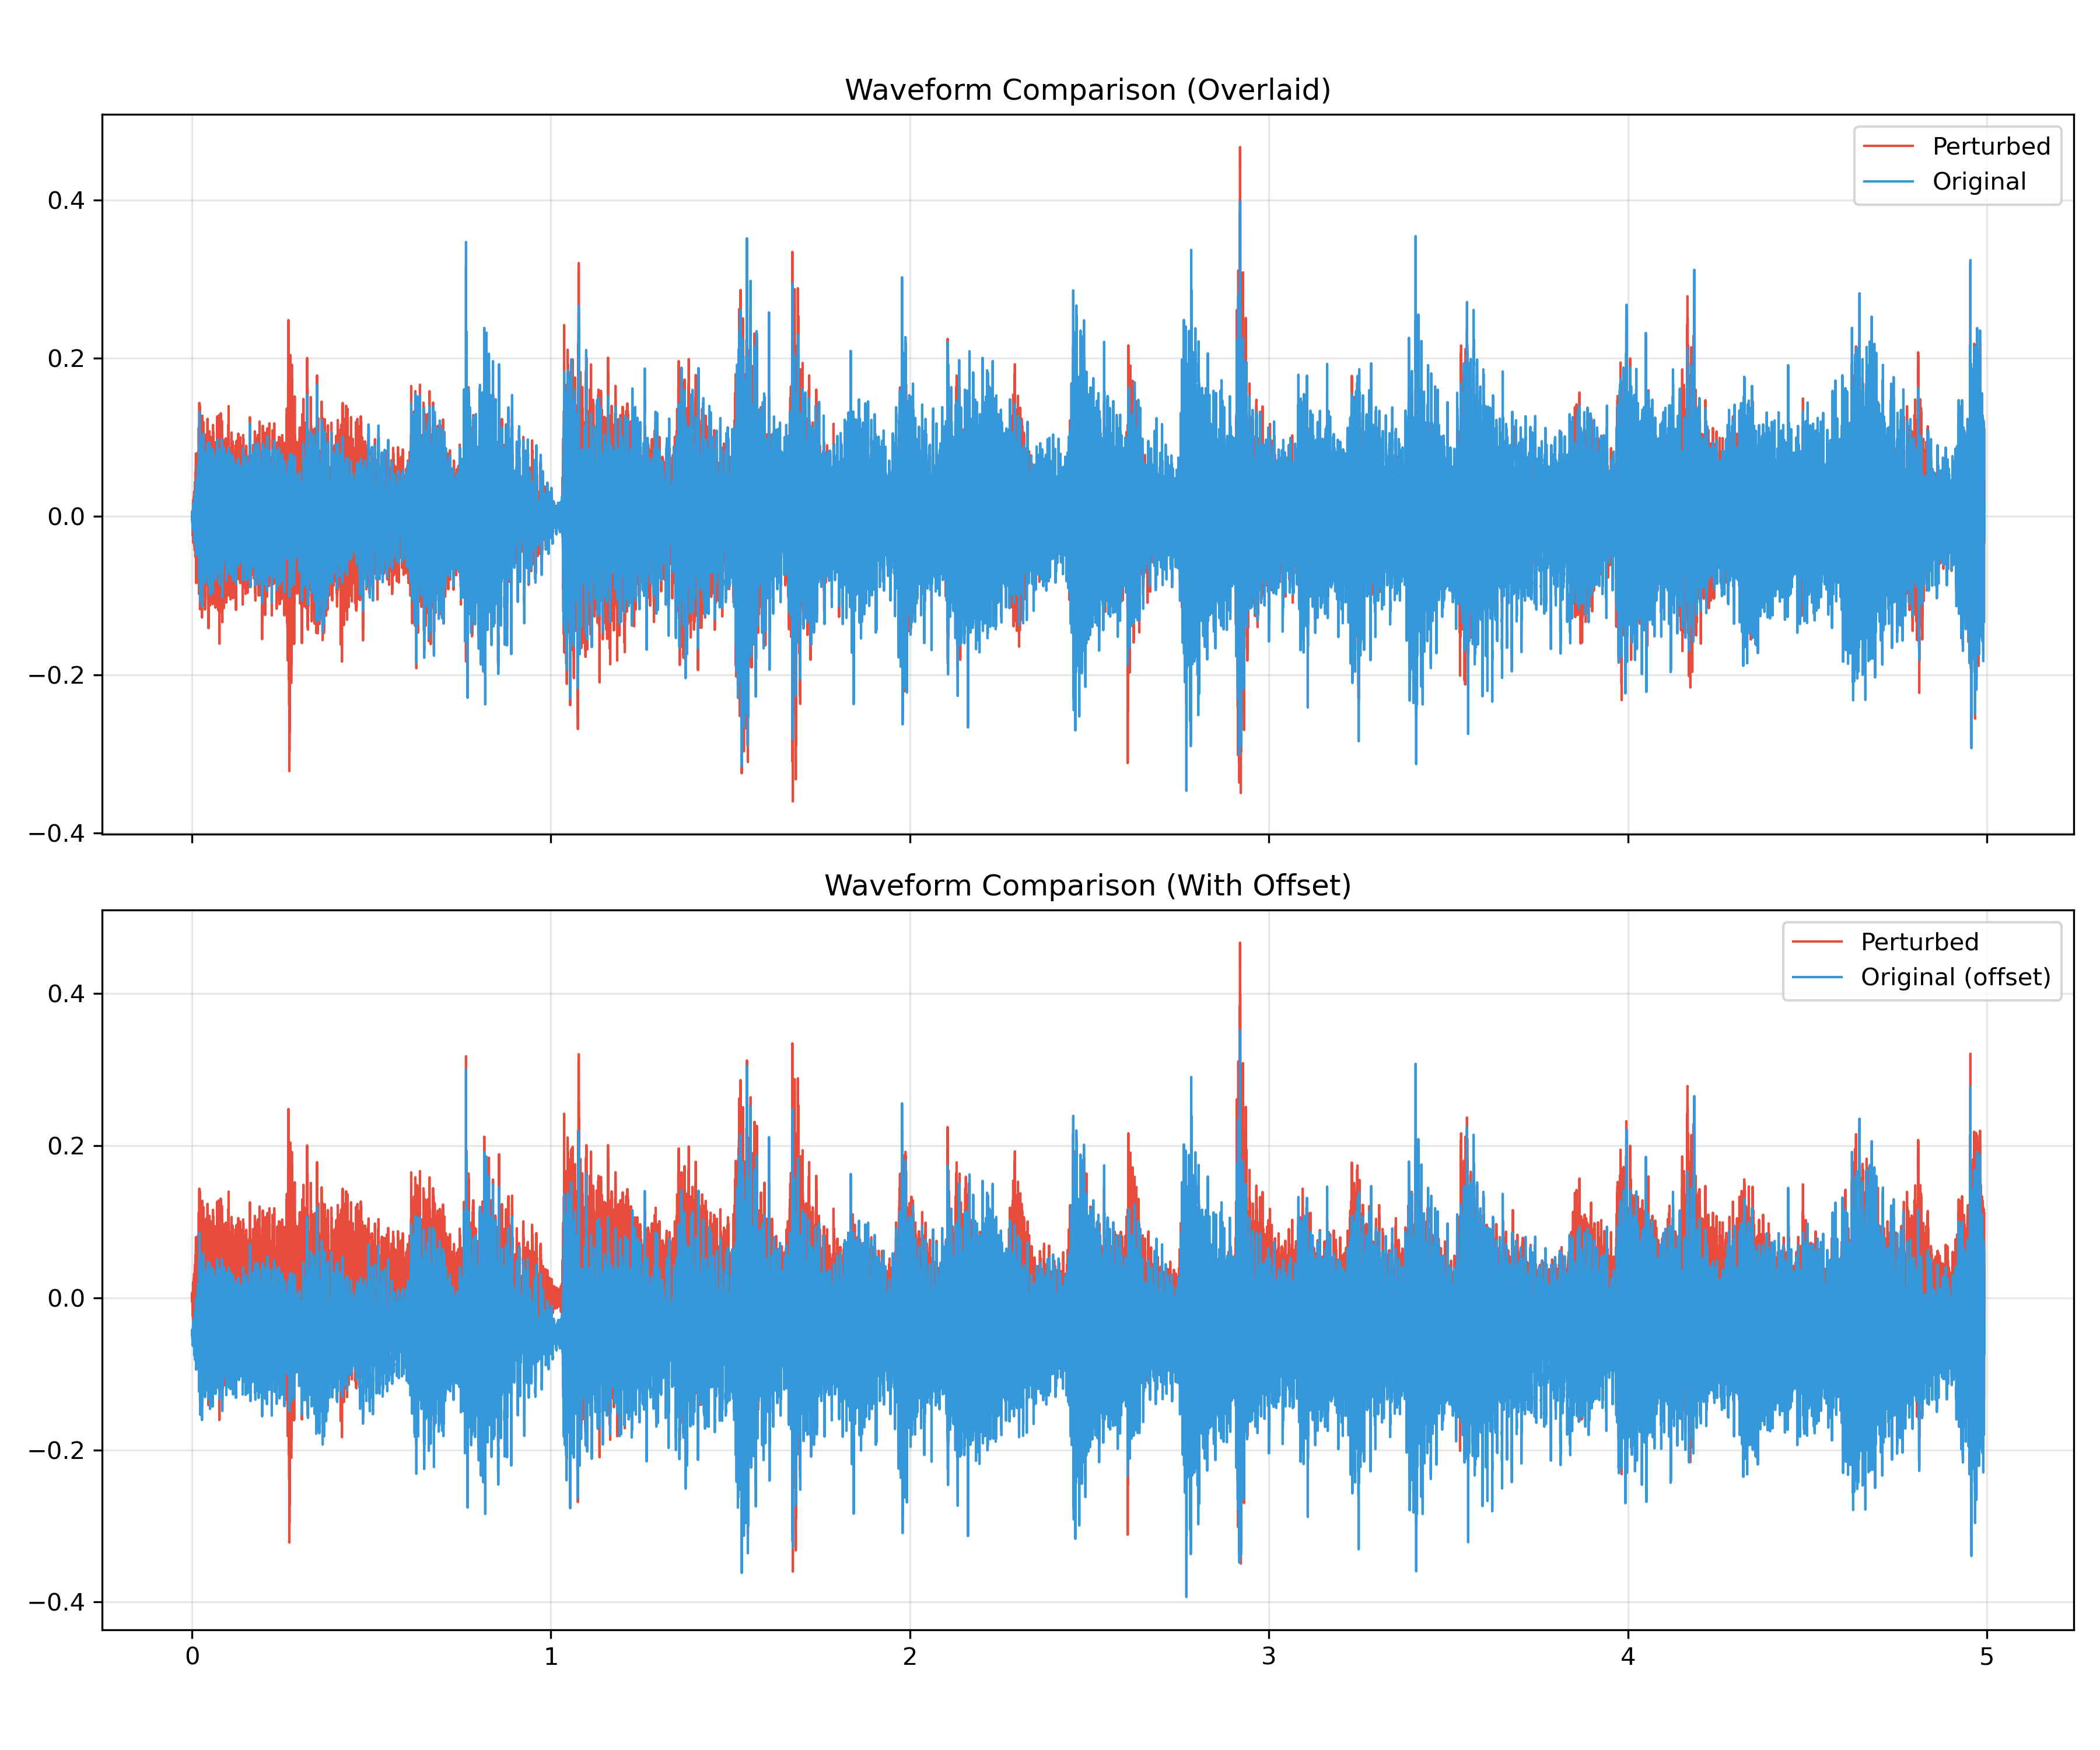 Waveform Comparison (Overlaid)
Perturbed
Original
0.4
0.2
0.0
−0.2
−0.4
Waveform Comparison (With Offset)
Perturbed
Original (offset)
0.4
0.2
0.0
−0.2
−0.4
0 1 2 3 4 5